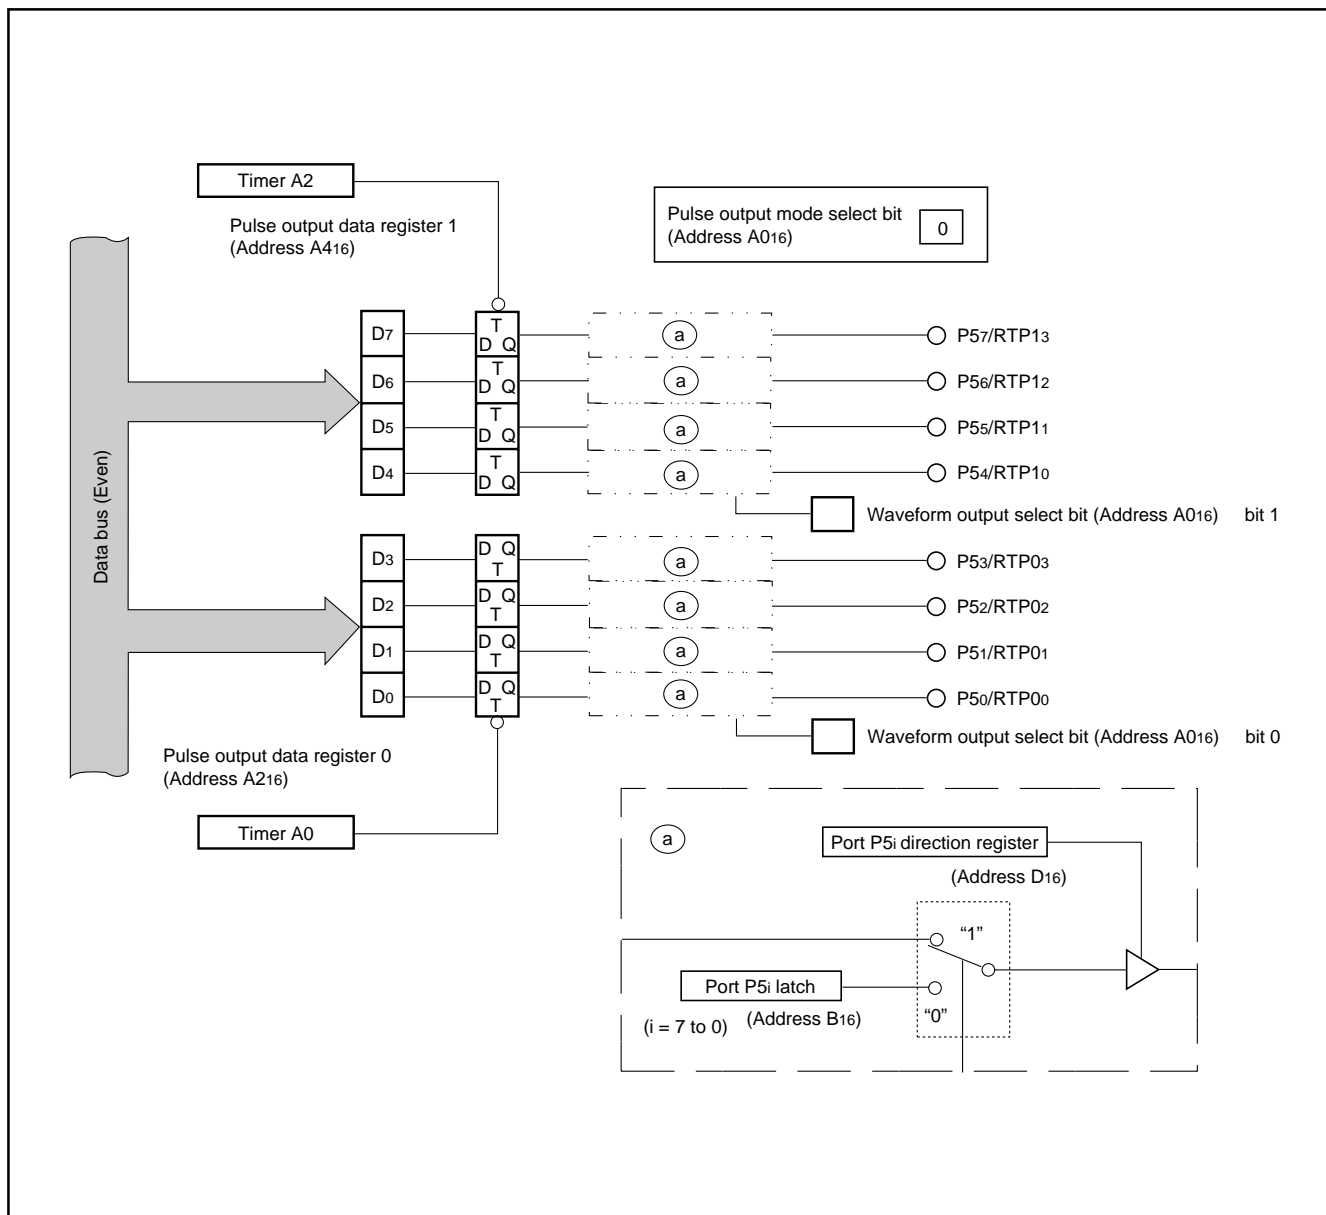 Timer A2
Pulse output data register 1
(Address A416)
Pulse output mode select bit
(Address A016)
0
Data bus (Even)
D7
T
D Q
a
P57/RTP13
D6
T
D Q
a
P56/RTP12
D5
T
D Q
a
P55/RTP11
D4
T
D Q
a
P54/RTP10
Waveform output select bit (Address A016) bit 1
D3
D Q
T
a
P53/RTP03
D2
D Q
T
a
P52/RTP02
D1
D Q
T
a
P51/RTP01
D0
D Q
T
a
P50/RTP00
Waveform output select bit (Address A016) bit 0
Pulse output data register 0
(Address A216)
Timer A0
a
Port P5i direction register
(Address D16)
“1”
Port P5i latch
(Address B16)
“0”
(i = 7 to 0)